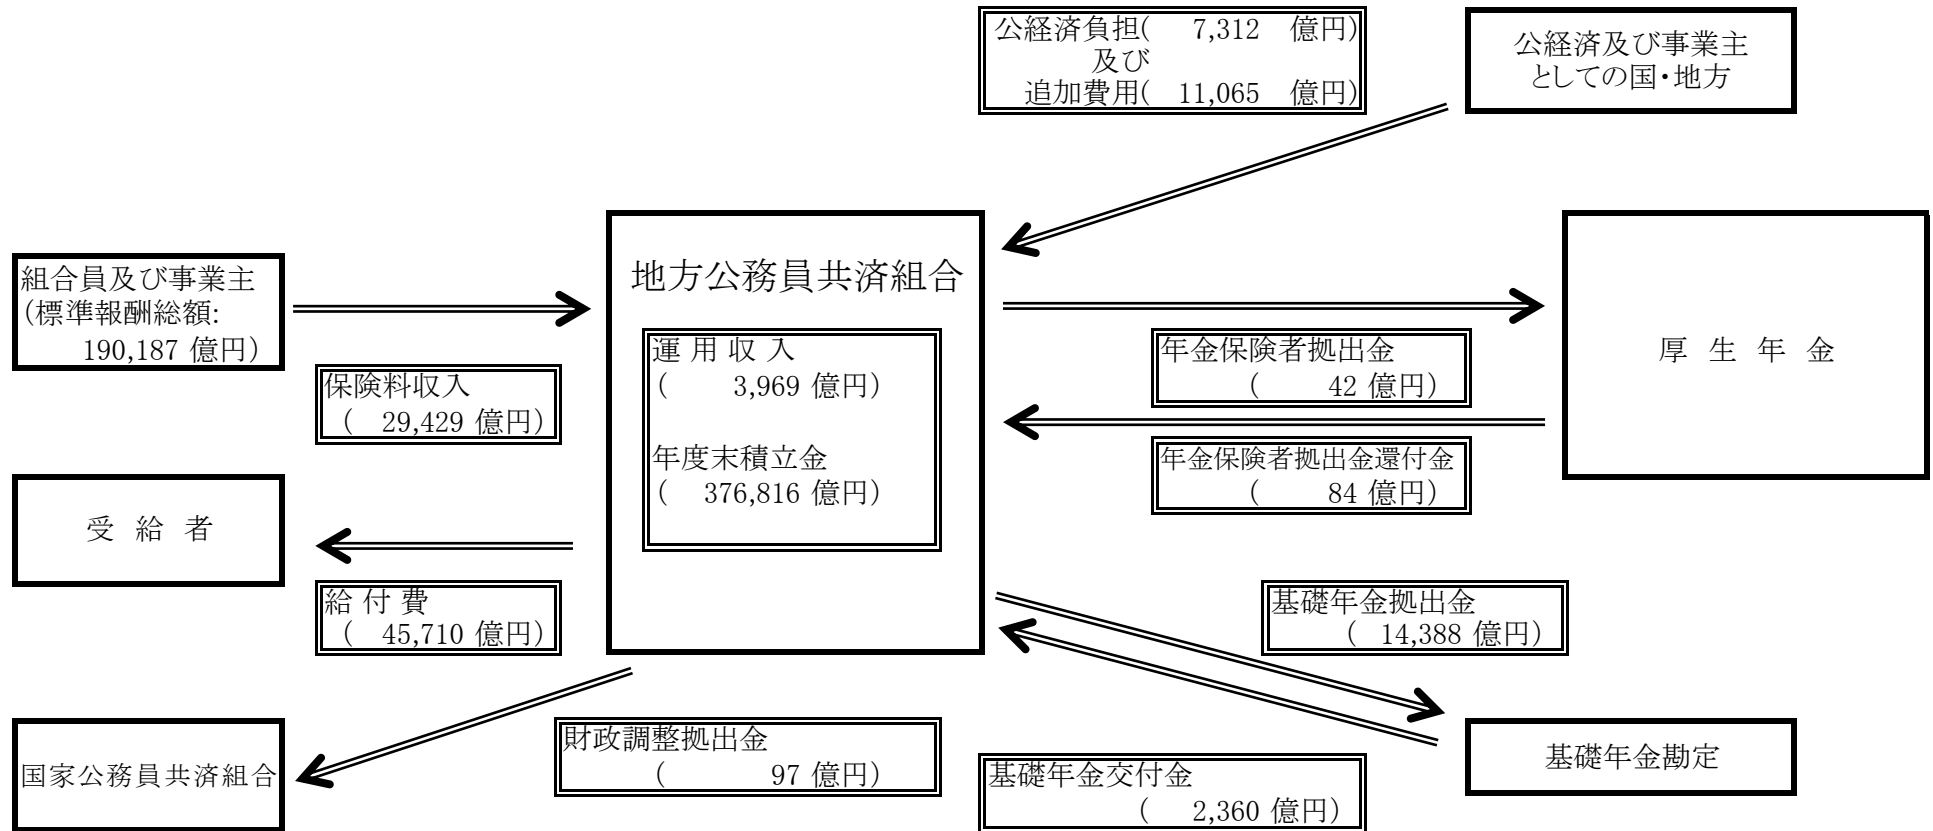 公経済負担( 7,312 億円)
及び
追加費用( 11,065 億円)
公経済及び事業主
としての国・地方
組合員及び事業主
(標準報酬総額:
190,187 億円)
保険料収入
( 29,429 億円)
地方公務員共済組合
運 用 収 入
( 3,969 億円)
年度末積立金
( 376,816 億円)
年金保険者拠出金
( 42 億円)
年金保険者拠出金還付金
( 84 億円)
厚 生 年 金
受 給 者
給 付 費
( 45,710 億円)
基礎年金拠出金
( 14,388 億円)
国家公務員共済組合
財政調整拠出金
( 97 億円)
基礎年金交付金
( 2,360 億円)
基礎年金勘定